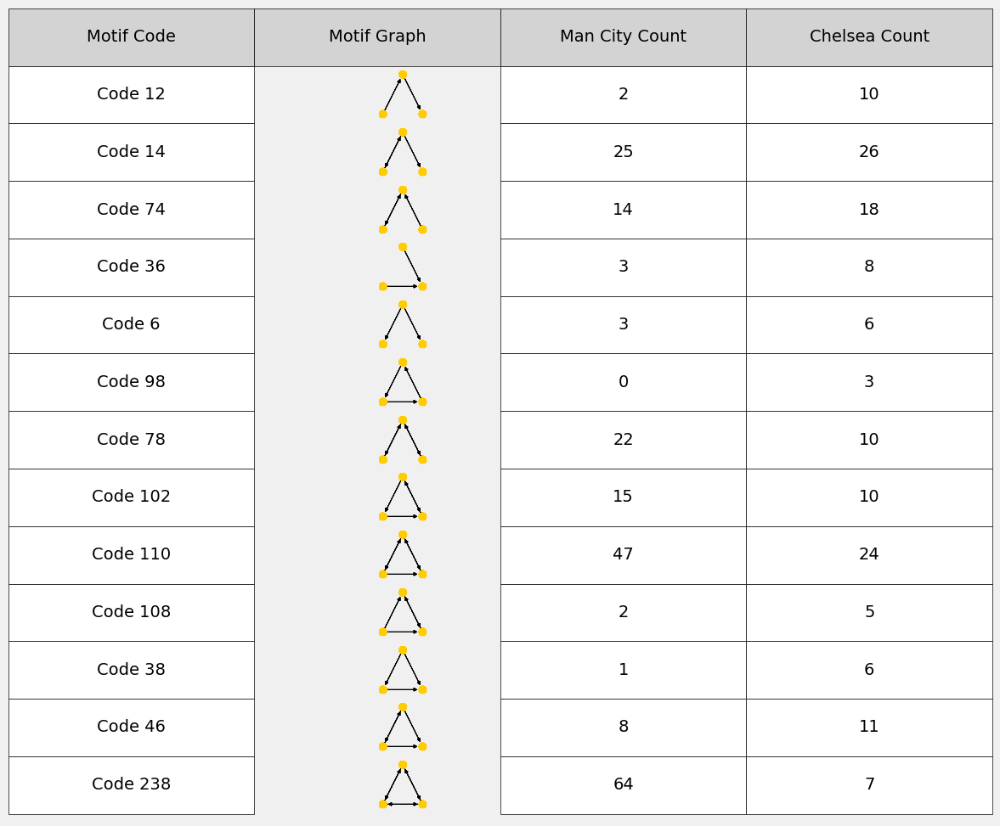 Motif Code Motif Graph Man City Count Chelsea Count
Code 12 2 10
Code 14 25 26
Code 74 14 18
Code 36 3 8
Code 6 3 6
Code 98 0 3
Code 78 22 10
Code 102 15 10
Code 110 47 24
Code 108 2 5
Code 38 1 6
Code 46 8 11
Code 238 64 7